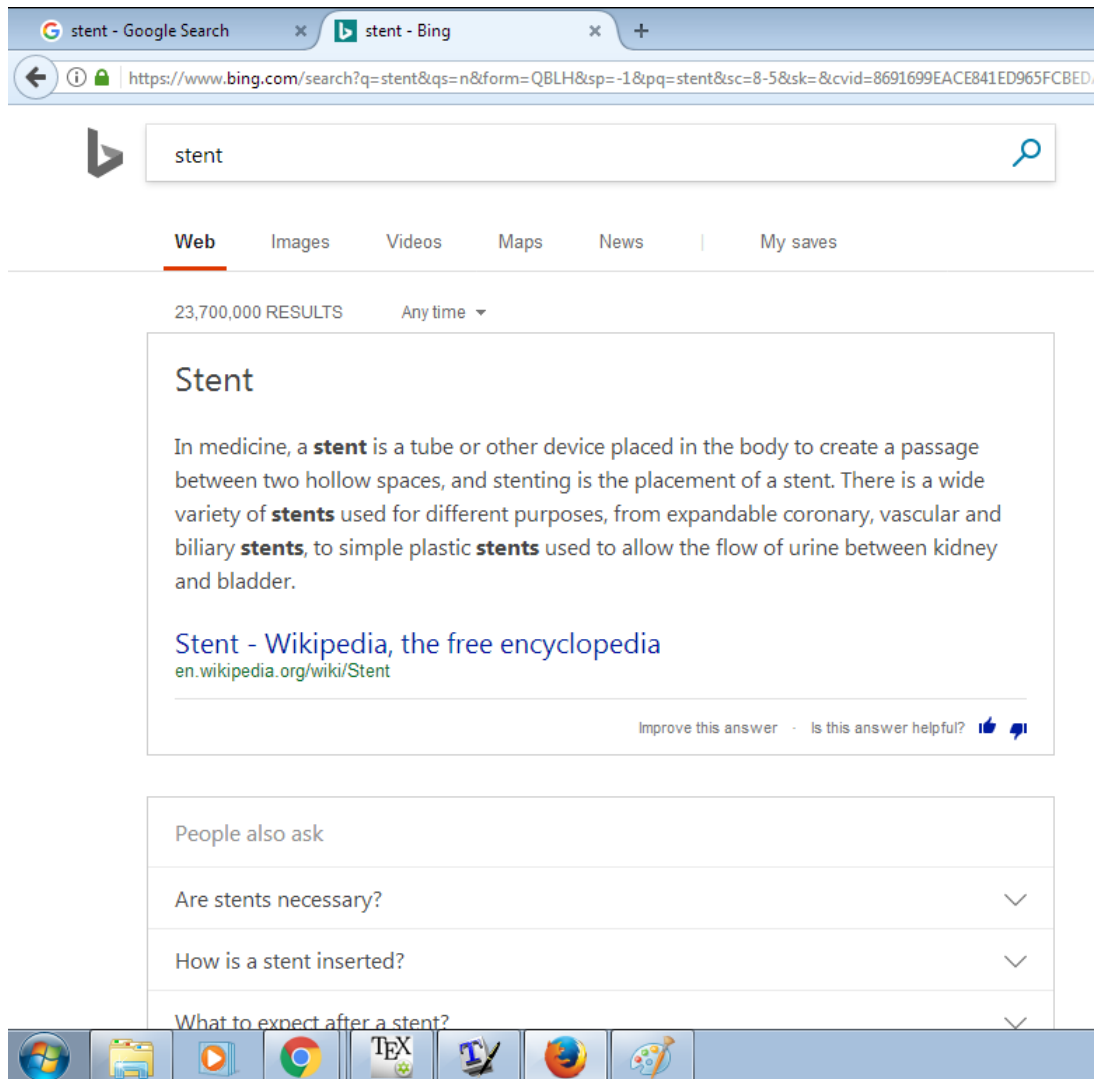 stent - Google Search
stent - Bing
https://www.bing.com/search?q=stent&qs=n&form=QBLH&sp=-1&pq=stent&sc=8-5&sk=&cvid=8691699EACE841ED965FCBED
stent
Web Images Videos Maps News | My saves
23,700,000 RESULTS Any time
Stent
In medicine, a stent is a tube or other device placed in the body to create a passage
between two hollow spaces, and stenting is the placement of a stent. There is a wide
variety of stents used for different purposes, from expandable coronary, vascular and
biliary stents, to simple plastic stents used to allow the flow of urine between kidney
and bladder.
Stent - Wikipedia, the free encyclopedia
en.wikipedia.org/wiki/Stent
Improve this answer · Is this answer helpful?
People also ask
Are stents necessary?
How is a stent inserted?
What to expect after a stent?
TEX